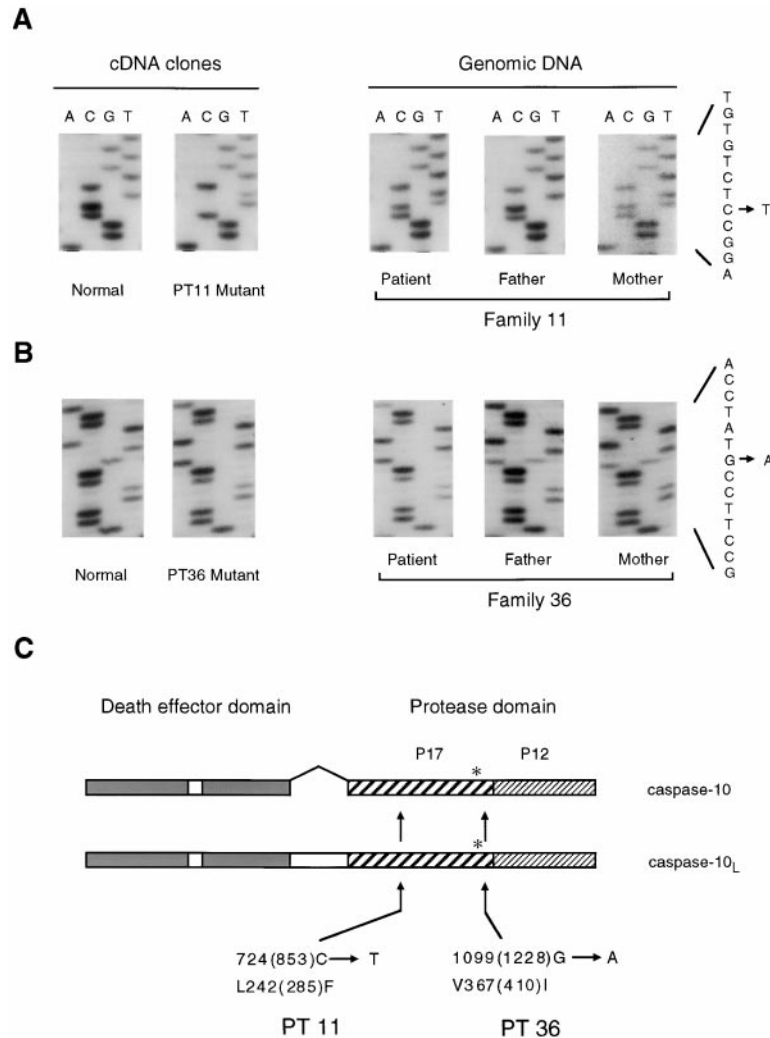 A
cDNA clones
Genomic DNA
A C G T
A C G T
A C G T
A C G T
A C G T
T
G
T
G
T
C
T
C
C → T
C
G
G
A
Normal
PT11 Mutant
Patient
Father
Mother
Family 11
B
A
C
C
T
A
T
G → A
C
C
T
T
C
C
G
Normal
PT36 Mutant
Patient
Father
Mother
Family 36
C
Death effector domain
Protease domain
P17
P12
*
caspase-10
*
caspase-10L
724(853)C → T
1099(1228)G → A
L242(285)F
V367(410)I
PT 11
PT 36